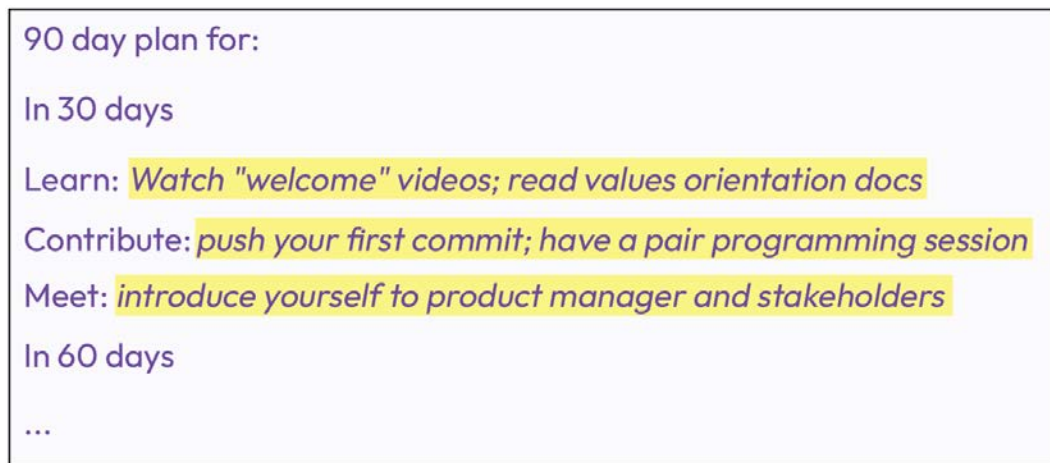 90 day plan for:
In 30 days
Learn: Watch "welcome" videos; read values orientation docs
Contribute: push your first commit; have a pair programming session
Meet: introduce yourself to product manager and stakeholders
In 60 days
...